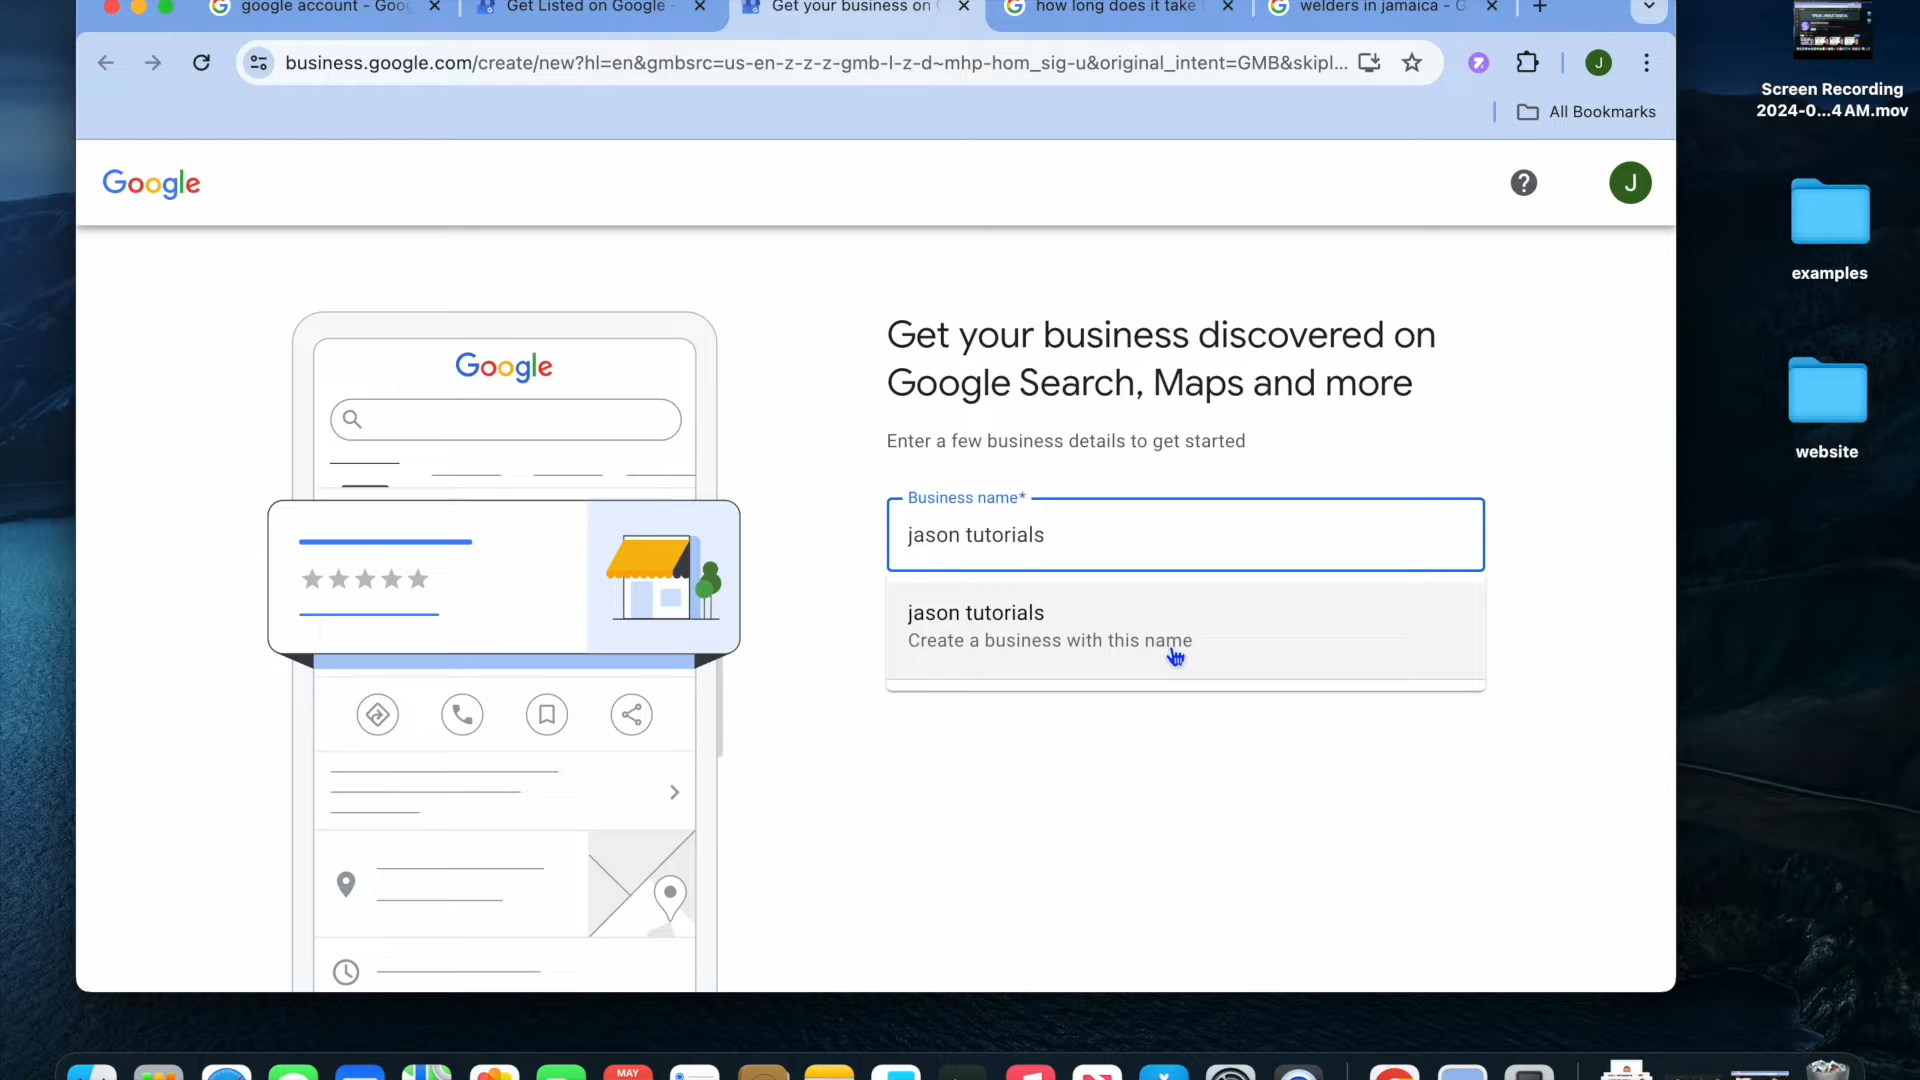 google account - Goo
Get Listed on Google -
Get your business on
how long does it take
welders in jamaica - G
business.google.com/create/new?hl=en&gmbsrc=us-en-z-z-z-gmb-l-z-d~mhp-hom_sig-u&original_intent=GMB&skipl...
J
All Bookmarks
Google
J
Google
Get your business discovered on
Google Search, Maps and more
Enter a few business details to get started
Business name*
jason tutorials
jason tutorials
Create a business with this name
Screen Recording
2024-0...4 AM.mov
examples
website
MAY